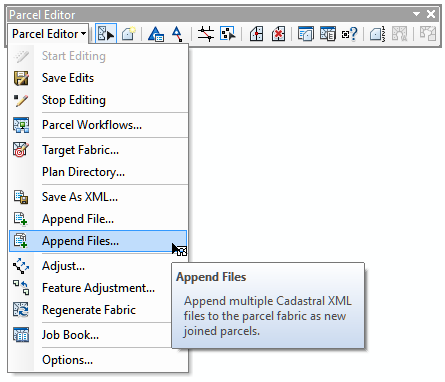 Parcel Editor
Parcel Editor
Start Editing
Save Edits
Stop Editing
Parcel Workflows...
Target Fabric...
Plan Directory...
Save As XML...
Append File...
Append Files...
Adjust...
Feature Adjustment...
Regenerate Fabric
Job Book...
Options...
Append Files
Append multiple Cadastral XML
files to the parcel fabric as new
joined parcels.